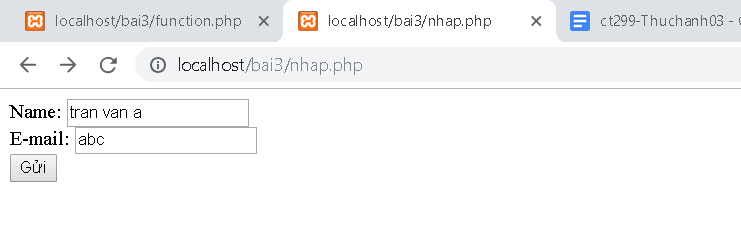 localhost/bai3/function.php
localhost/bai3/nhap.php
ct299-Thuchanh03 -
localhost/bai3/nhap.php
Name: tran van a
E-mail: abc
Gửi